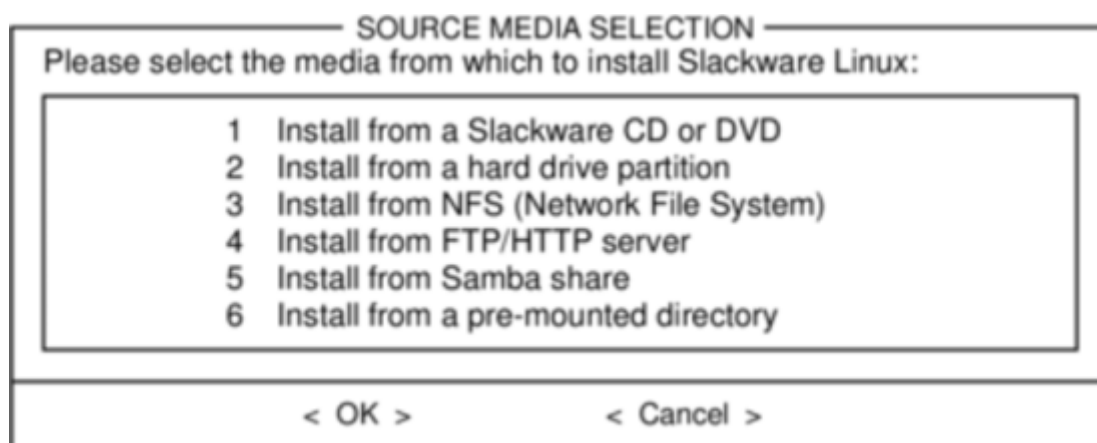 SOURCE MEDIA SELECTION
Please select the media from which to install Slackware Linux:
1 Install from a Slackware CD or DVD
2 Install from a hard drive partition
3 Install from NFS (Network File System)
4 Install from FTP/HTTP server
5 Install from Samba share
6 Install from a pre-mounted directory
< OK > < Cancel >